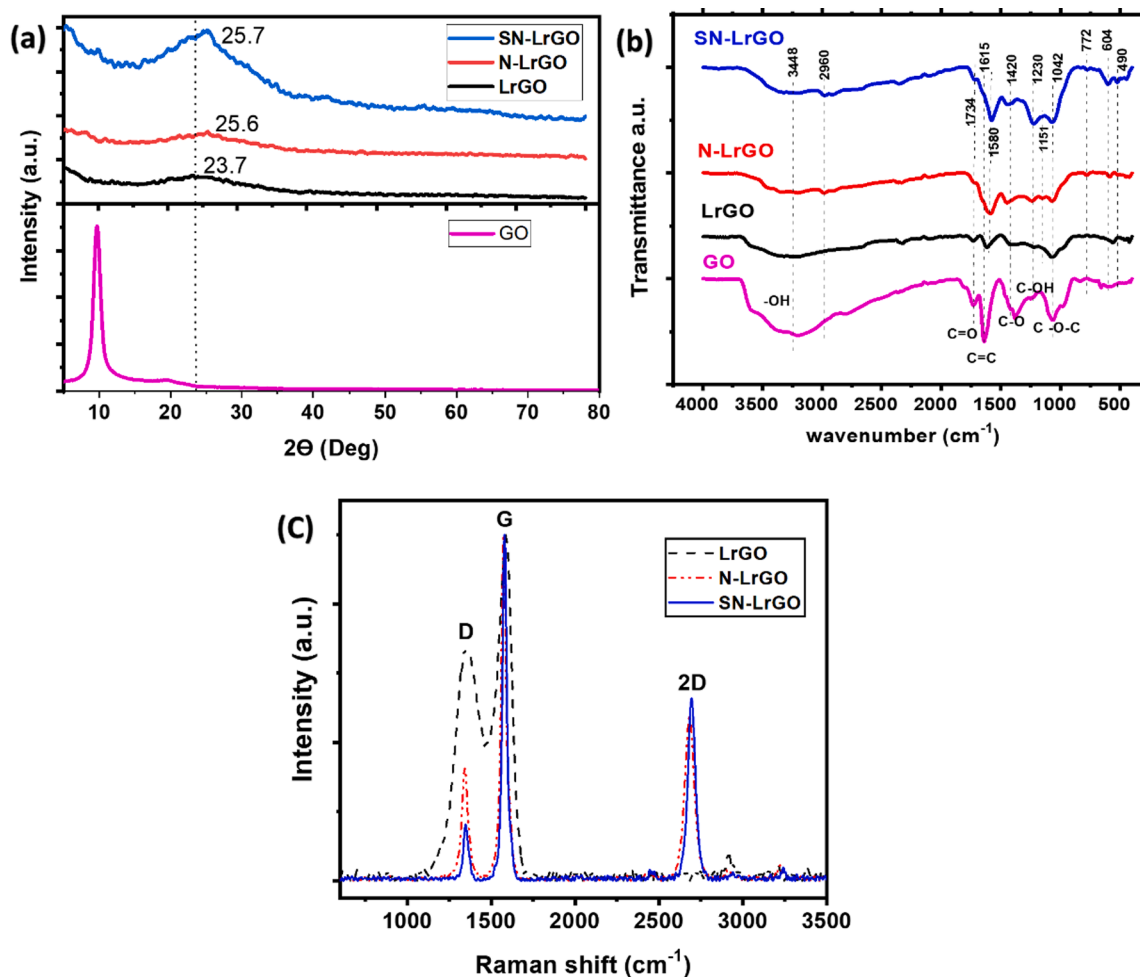 (a)
25.7
SN-LrGO
N-LrGO
LrGO
25.6
23.7
GO
Intensity (a.u.)
10 20 30 40 50 60 70 80
2Θ (Deg)
(b)
SN-LrGO
3448
2960
1734
1615
1580
1420
1230
1151
1042
772
604
490
N-LrGO
LrGO
GO
-OH
C=O
C=C
C-O
C-OH
C -O-C
Transmittance a.u.
4000 3500 3000 2500 2000 1500 1000 500
wavenumber (cm⁻¹)
(C)
G
D
2D
LrGO
N-LrGO
SN-LrGO
Intensity (a.u.)
1000 1500 2000 2500 3000 3500
Raman shift (cm⁻¹)